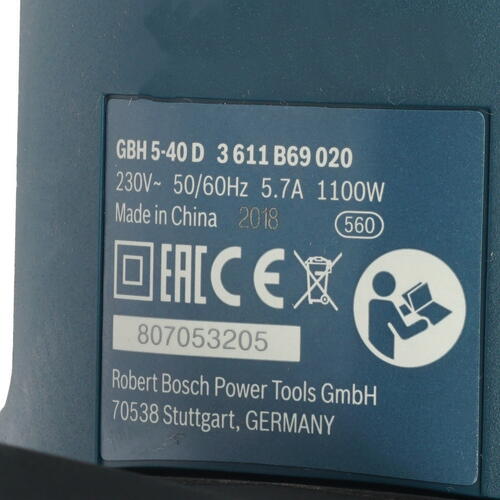 GBH 5-40 D 3 611 B69 020
230V~ 50/60Hz 5.7A 1100W
Made in China 2018 560
EAC CE
807053205
Robert Bosch Power Tools GmbH
70538 Stuttgart, GERMANY